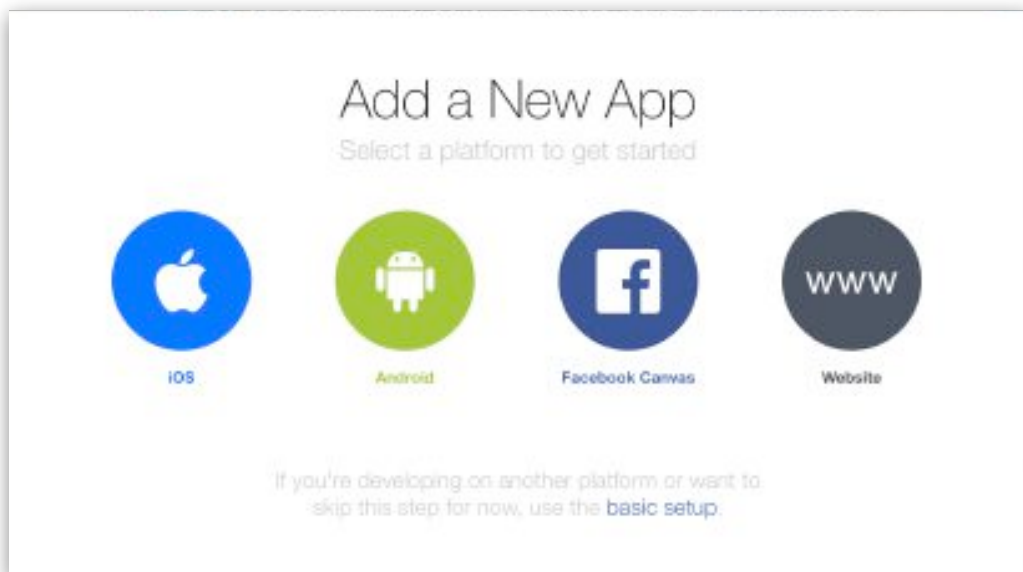 Add a New App
Select a platform to get started
www
iOS
Android
Facebook Canvas
Website
If you're developing on another platform or want to
skip this step for now, use the basic setup.